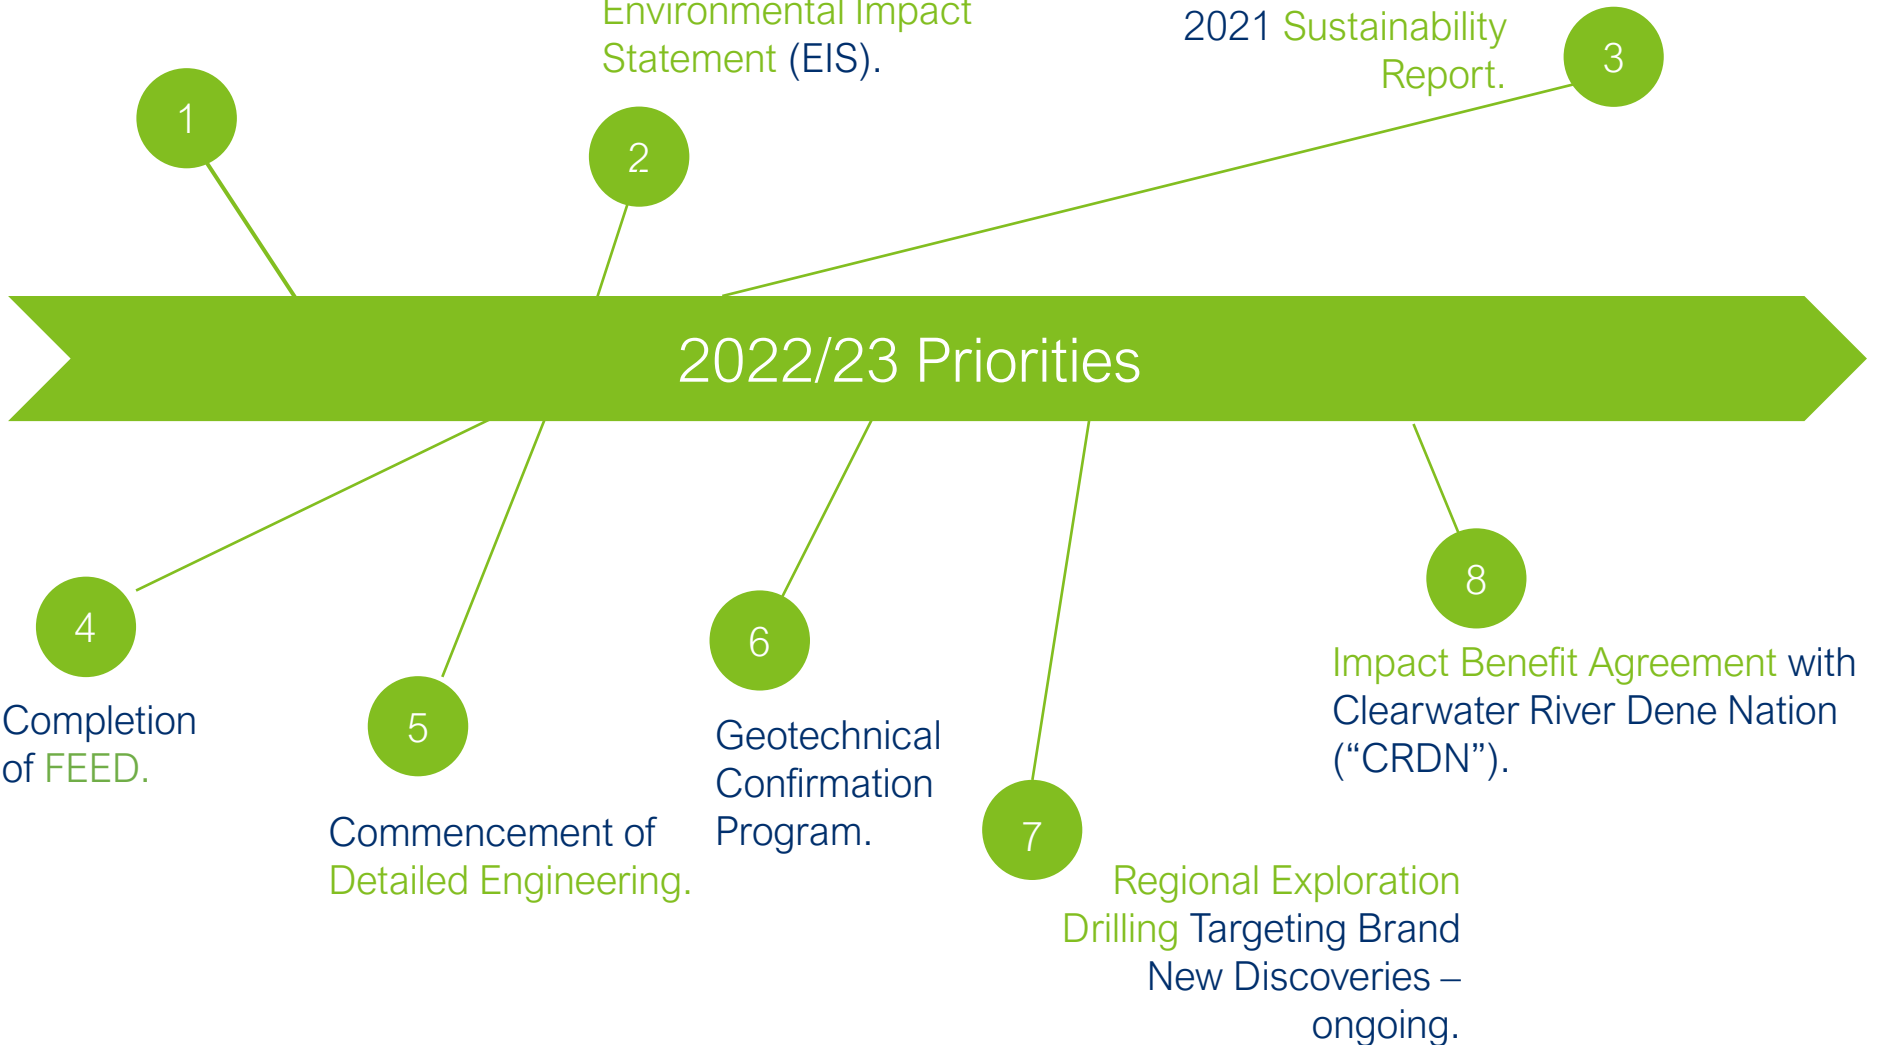 Environmental Impact
Statement (EIS).
2021 Sustainability
Report.
1
2
3
2022/23 Priorities
4
Completion
of FEED.
5
Commencement of
Detailed Engineering.
6
Geotechnical
Confirmation
Program.
7
Regional Exploration
Drilling Targeting Brand
New Discoveries –
ongoing.
8
Impact Benefit Agreement with
Clearwater River Dene Nation
(“CRDN”).